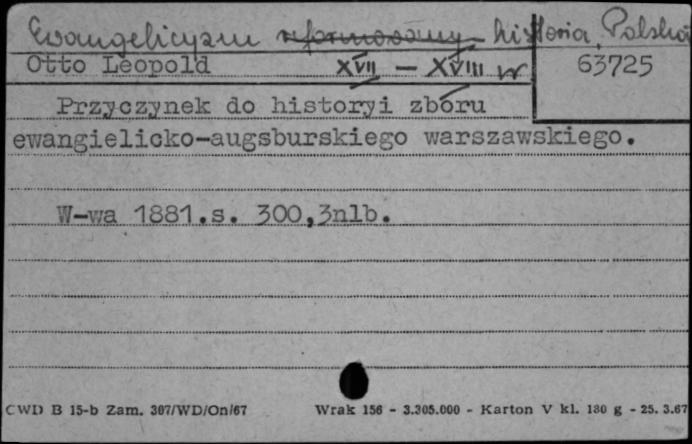 Ewangelicyzm reformowany historia, Polska
Otto Leopold XVII – XVIII w 63725
Przyczynek do historyi zboru
ewangielicko-augsburskiego warszawskiego.
W-wa 1881.s. 300,3nlb.
CWD B 15-b Zam. 307/WD/On/67 Wrak 156 - 3.305.000 - Karton V kl. 180 g - 25. 3.67